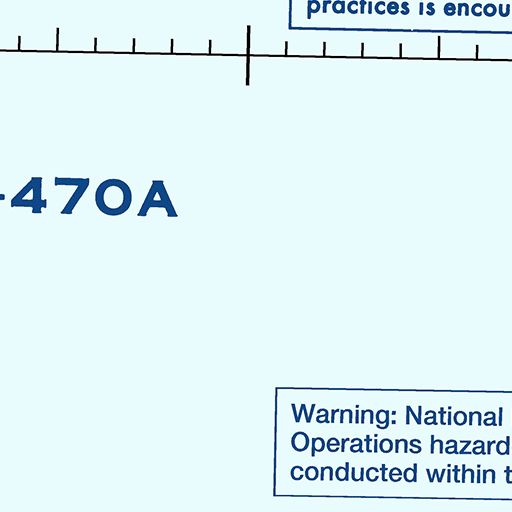 practices is encou
-470A
Warning: National
Operations hazard
conducted within t